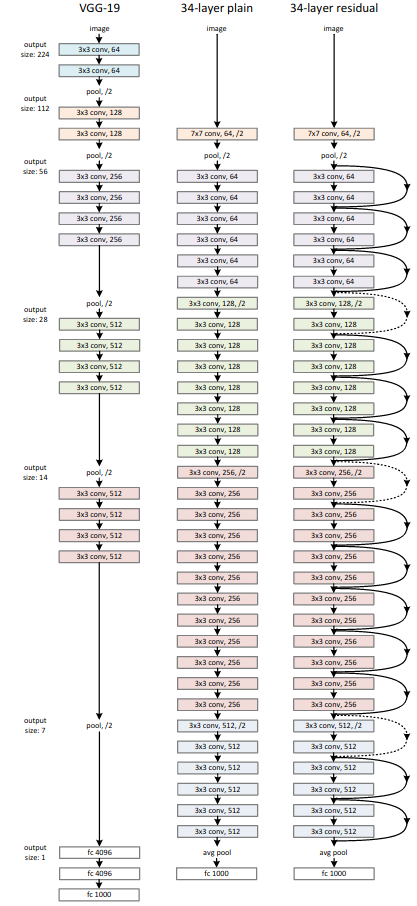 VGG-19
image
output
size: 224
3x3 conv, 64
3x3 conv, 64
output
size: 112
pool, /2
3x3 conv, 128
3x3 conv, 128
output
size: 56
pool, /2
3x3 conv, 256
3x3 conv, 256
3x3 conv, 256
3x3 conv, 256
output
size: 28
pool, /2
3x3 conv, 512
3x3 conv, 512
3x3 conv, 512
3x3 conv, 512
output
size: 14
pool, /2
3x3 conv, 512
3x3 conv, 512
3x3 conv, 512
3x3 conv, 512
output
size: 7
pool, /2
output
size: 1
fc 4096
fc 4096
fc 1000
34-layer plain
image
7x7 conv, 64, /2
pool, /2
3x3 conv, 64
3x3 conv, 64
3x3 conv, 64
3x3 conv, 64
3x3 conv, 64
3x3 conv, 64
3x3 conv, 128, /2
3x3 conv, 128
3x3 conv, 128
3x3 conv, 128
3x3 conv, 128
3x3 conv, 128
3x3 conv, 128
3x3 conv, 128
3x3 conv, 256, /2
3x3 conv, 256
3x3 conv, 256
3x3 conv, 256
3x3 conv, 256
3x3 conv, 256
3x3 conv, 256
3x3 conv, 256
3x3 conv, 256
3x3 conv, 256
3x3 conv, 256
3x3 conv, 256
3x3 conv, 512, /2
3x3 conv, 512
3x3 conv, 512
3x3 conv, 512
3x3 conv, 512
3x3 conv, 512
avg pool
fc 1000
34-layer residual
image
7x7 conv, 64, /2
pool, /2
3x3 conv, 64
3x3 conv, 64
3x3 conv, 64
3x3 conv, 64
3x3 conv, 64
3x3 conv, 64
3x3 conv, 128, /2
3x3 conv, 128
3x3 conv, 128
3x3 conv, 128
3x3 conv, 128
3x3 conv, 128
3x3 conv, 128
3x3 conv, 128
3x3 conv, 256, /2
3x3 conv, 256
3x3 conv, 256
3x3 conv, 256
3x3 conv, 256
3x3 conv, 256
3x3 conv, 256
3x3 conv, 256
3x3 conv, 256
3x3 conv, 256
3x3 conv, 256
3x3 conv, 256
3x3 conv, 512, /2
3x3 conv, 512
3x3 conv, 512
3x3 conv, 512
3x3 conv, 512
3x3 conv, 512
avg pool
fc 1000